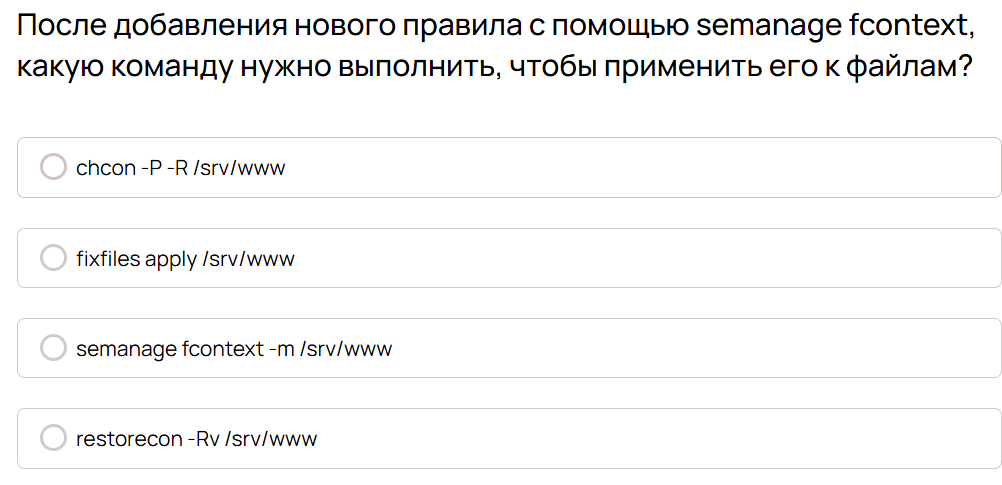 После добавления нового правила с помощью semanage fcontext,
какую команду нужно выполнить, чтобы применить его к файлам?
chcon -P -R /srv/www
fixfiles apply /srv/www
semanage fcontext -m /srv/www
restorecon -Rv /srv/www